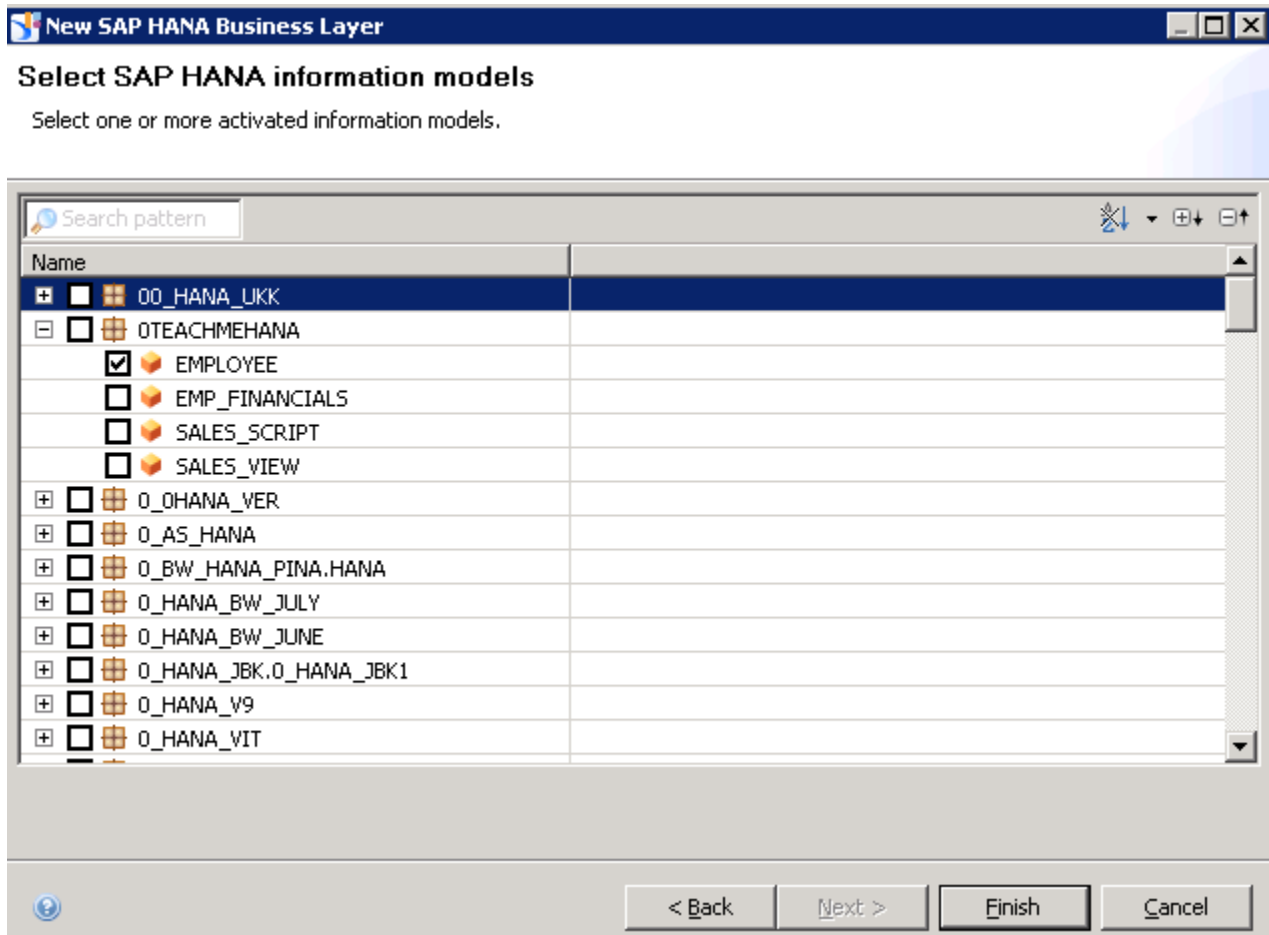 New SAP HANA Business Layer
Select SAP HANA information models
Select one or more activated information models.
Search pattern
Name
00_HANA_UKK
0TEACHMEHANA
EMPLOYEE
EMP_FINANCIALS
SALES_SCRIPT
SALES_VIEW
0_0HANA_VER
0_AS_HANA
0_BW_HANA_PINA.HANA
0_HANA_BW_JULY
0_HANA_BW_JUNE
0_HANA_JBK.0_HANA_JBK1
0_HANA_V9
0_HANA_VIT
< Back Next > Finish Cancel